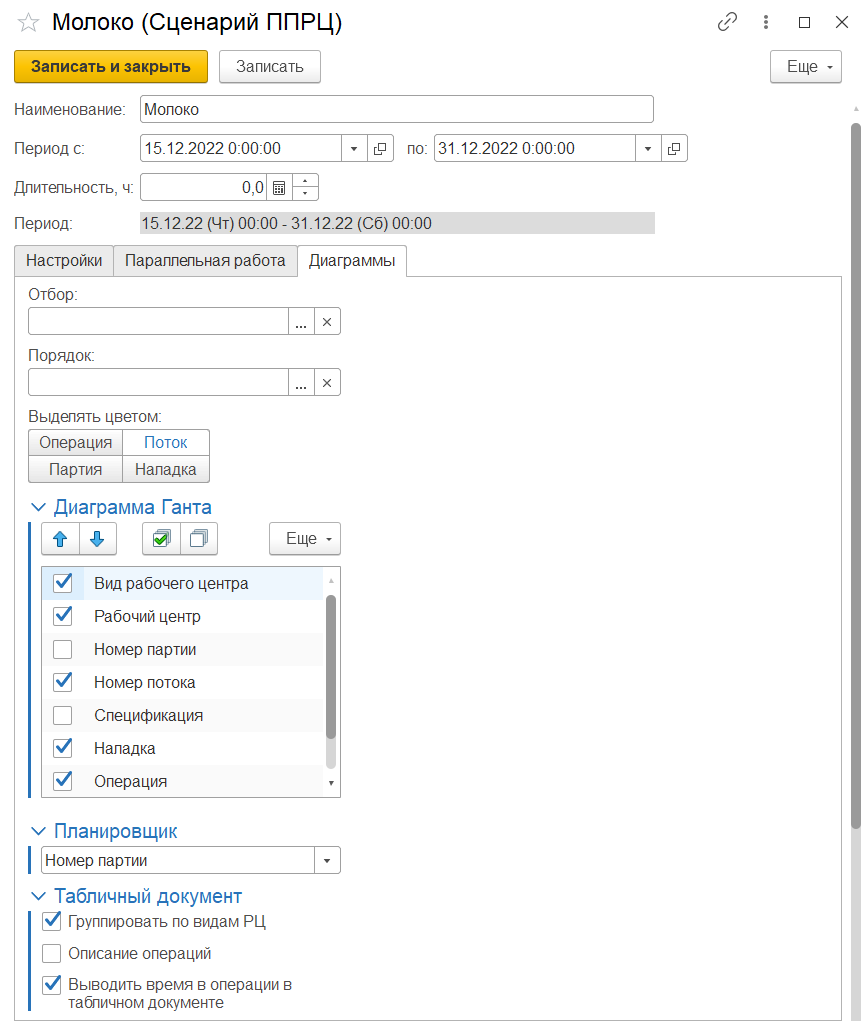 Молоко (Сценарий ППРЦ)
Записать и закрыть Записать Еще
Наименование: Молоко
Период с: 15.12.2022 0:00:00 по: 31.12.2022 0:00:00
Длительность, ч: 0,0
Период: 15.12.22 (Чт) 00:00 - 31.12.22 (Сб) 00:00
Настройки Параллельная работа Диаграммы
Отбор:
...
Порядок:
...
Выделять цветом:
Операция Поток
Партия Наладка
Диаграмма Ганта
Еще
Вид рабочего центра
Рабочий центр
Номер партии
Номер потока
Спецификация
Наладка
Операция
Планировщик
Номер партии
Табличный документ
Группировать по видам РЦ
Описание операций
Выводить время в операции в
табличном документе